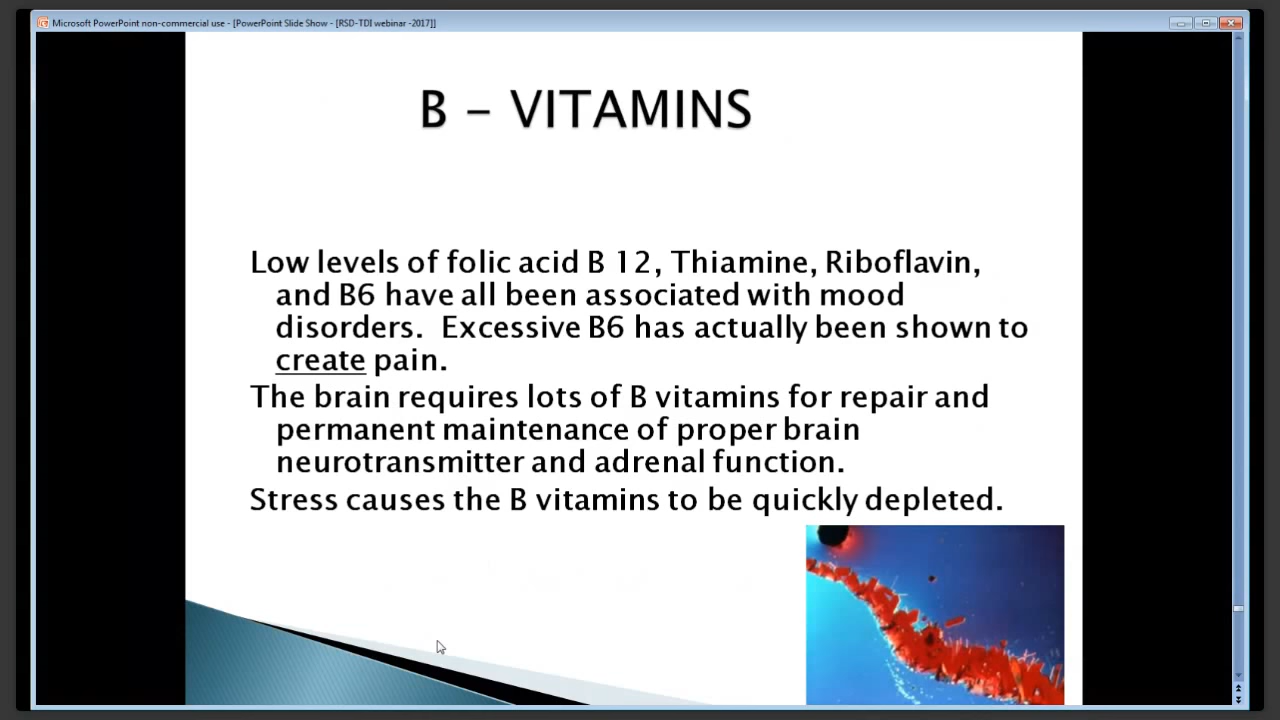 Microsoft PowerPoint non-commercial use - [PowerPoint Slide Show - [RSD-TDI webinar -2017]]
B – VITAMINS
Low levels of folic acid B 12, Thiamine, Riboflavin,
and B6 have all been associated with mood
disorders.  Excessive B6 has actually been shown to
create pain.
The brain requires lots of B vitamins for repair and
permanent maintenance of proper brain
neurotransmitter and adrenal function.
Stress causes the B vitamins to be quickly depleted.